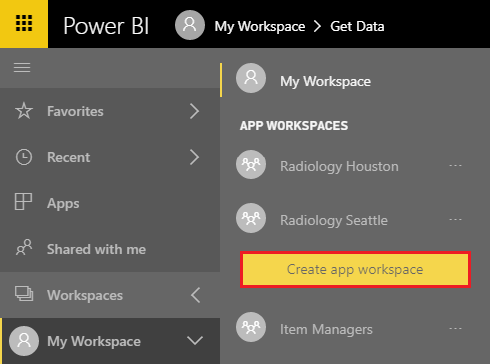 Power BI
My Workspace > Get Data
Favorites
Recent
Apps
Shared with me
Workspaces
My Workspace
My Workspace
APP WORKSPACES
Radiology Houston
Radiology Seattle
Create app workspace
Item Managers